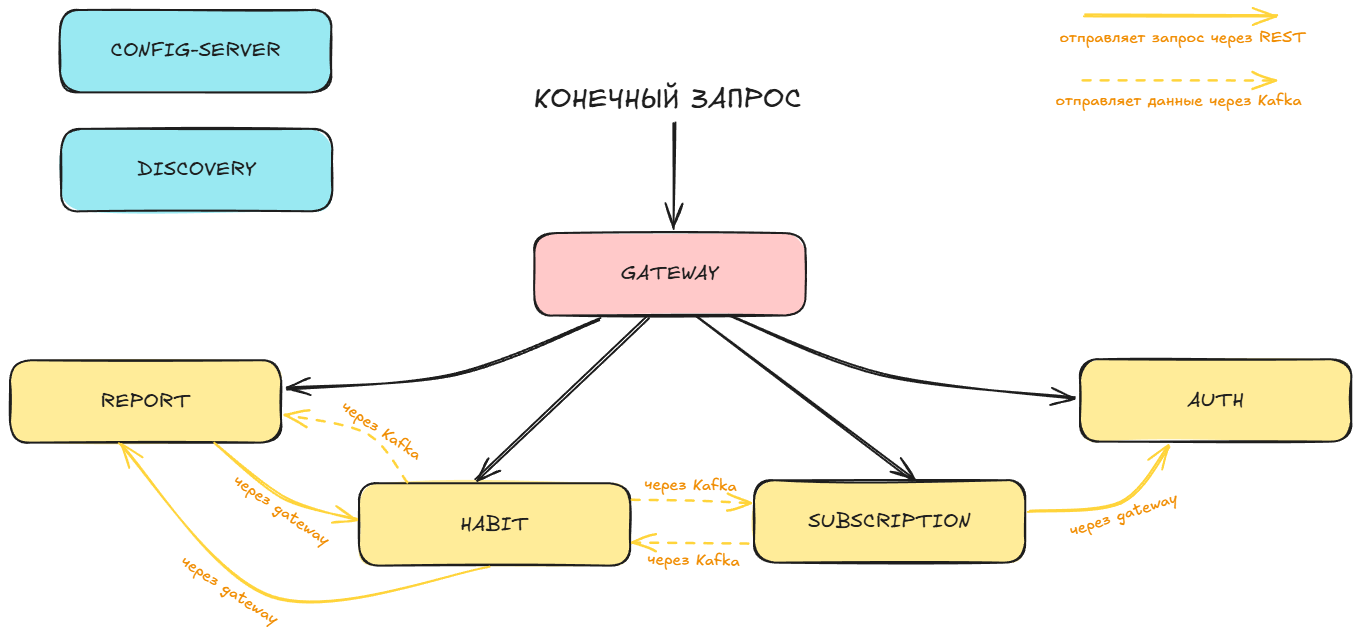 CONFIG-SERVER
отправляет запрос через REST
КОНЕЧНЫЙ ЗАПРОС
отправляет данные через Kafka
DISCOVERY
GATEWAY
REPORT
AUTH
через Kafka
через gateway
HABIT
через Kafka
через Kafka
SUBSCRIPTION
через gateway
через gateway